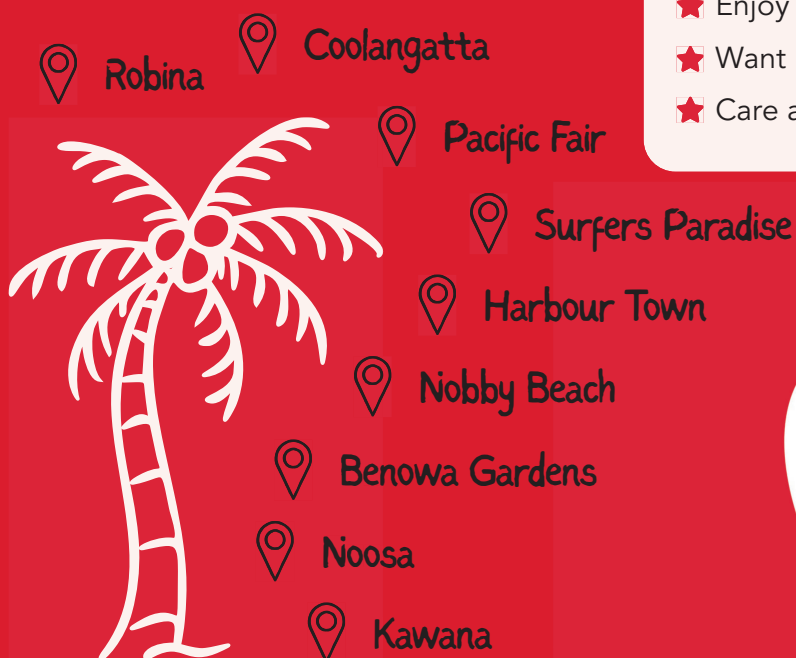 Enjoy
Want
Care a
Coolangatta
Robina
Pacific Fair
Surfers Paradise
Harbour Town
Nobby Beach
Benowa Gardens
Noosa
Kawana